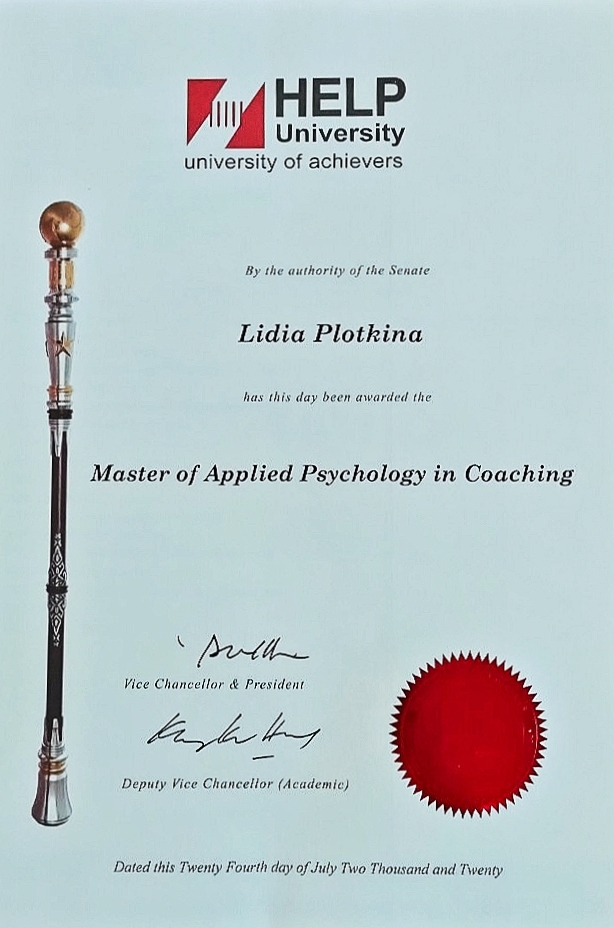 HELP
University
university of achievers
By the authority of the Senate
Lidia Plotkina
has this day been awarded the
Master of Applied Psychology in Coaching
Vice Chancellor & President
Deputy Vice Chancellor (Academic)
Dated this Twenty Fourth day of July Two Thousand and Twenty